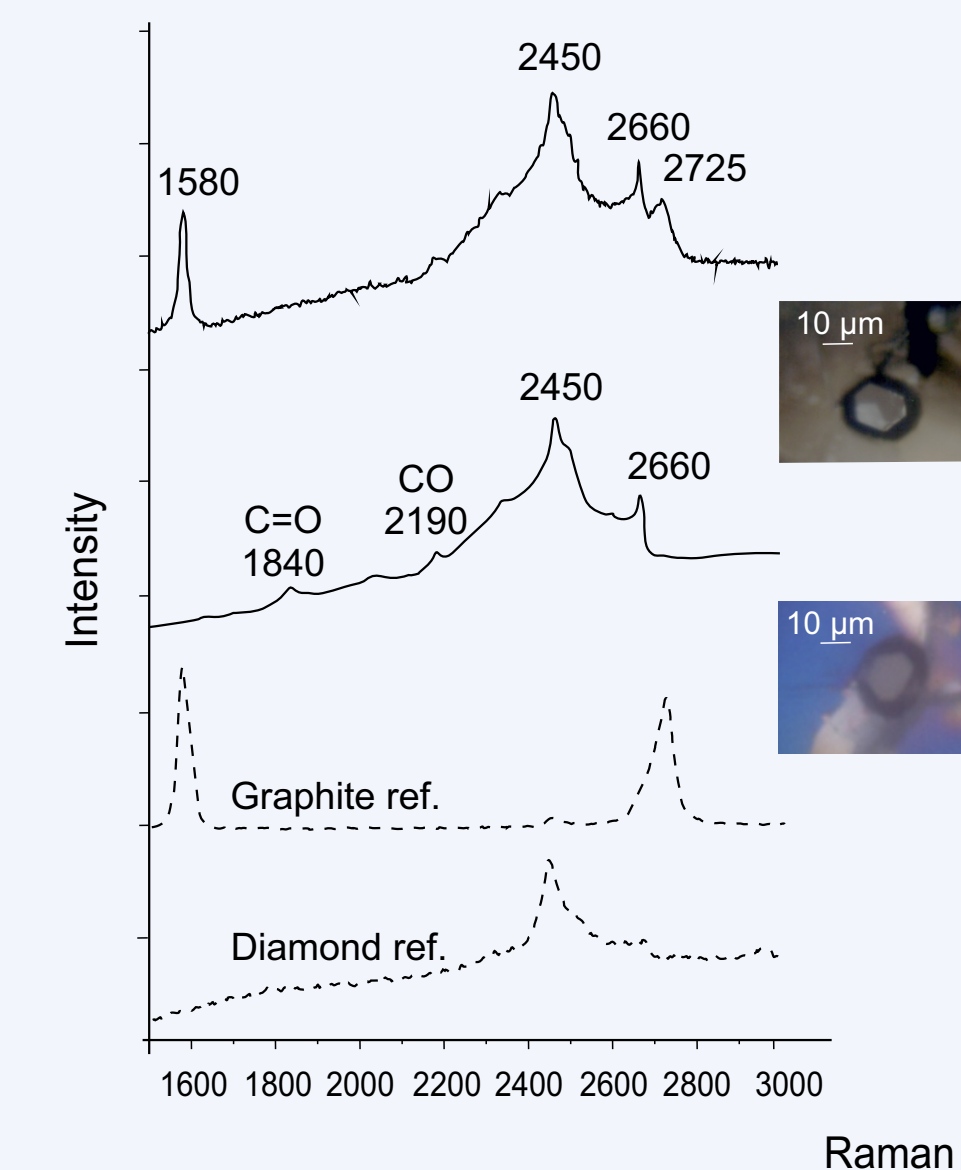 2450
2660
2725
1580
10 µm
2450
2660
CO
2190
C=O
1840
Intensity
10 µm
Graphite ref.
Diamond ref.
1600 1800 2000 2200 2400 2600 2800 3000
Raman